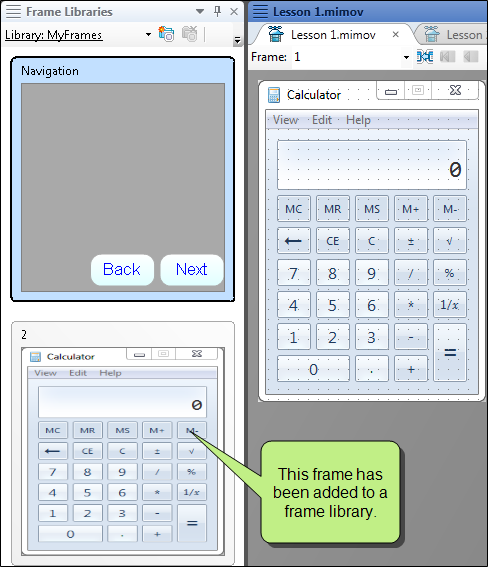 Frame Libraries
Library: MyFrames
Navigation
Back Next
2
Calculator
View Edit Help
0
MC MR MS M+ M-
← CE C ± √
7 8 9 / %
4 5 6 * 1/x
1 2 3 - =
0 . +
Lesson 1.mimov
Lesson 1.mimov × Lesson
Frame: 1
Calculator
View Edit Help
0
MC MR MS M+ M-
← CE C ± √
7 8 9 / %
4 5 6 * 1/x
1 2 3 - =
0 . +
This frame has
been added to a
frame library.